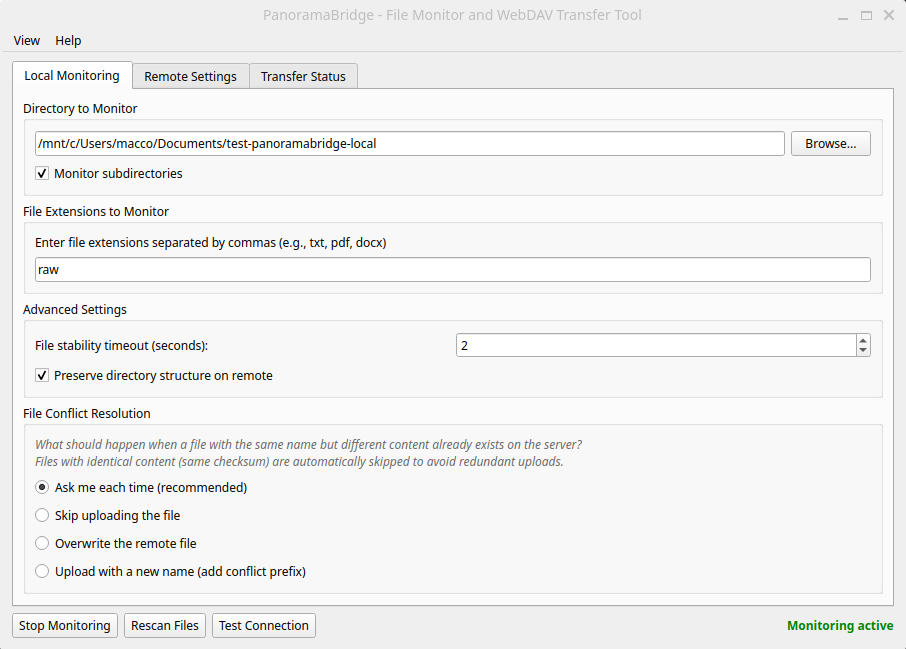 PanoramaBridge - File Monitor and WebDAV Transfer Tool
View Help
Local Monitoring Remote Settings Transfer Status
Directory to Monitor
/mnt/c/Users/macco/Documents/test-panoramabridge-local Browse...
Monitor subdirectories
File Extensions to Monitor
Enter file extensions separated by commas (e.g., txt, pdf, docx)
raw
Advanced Settings
File stability timeout (seconds): 2
Preserve directory structure on remote
File Conflict Resolution
What should happen when a file with the same name but different content already exists on the server?
Files with identical content (same checksum) are automatically skipped to avoid redundant uploads.
Ask me each time (recommended)
Skip uploading the file
Overwrite the remote file
Upload with a new name (add conflict prefix)
Stop Monitoring Rescan Files Test Connection Monitoring active